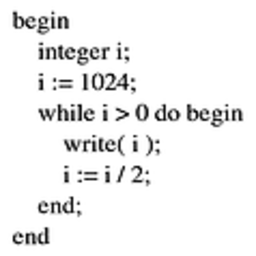 begin
integer i;
i := 1024;
while i > 0 do begin
write( i );
i := i / 2;
end;
end